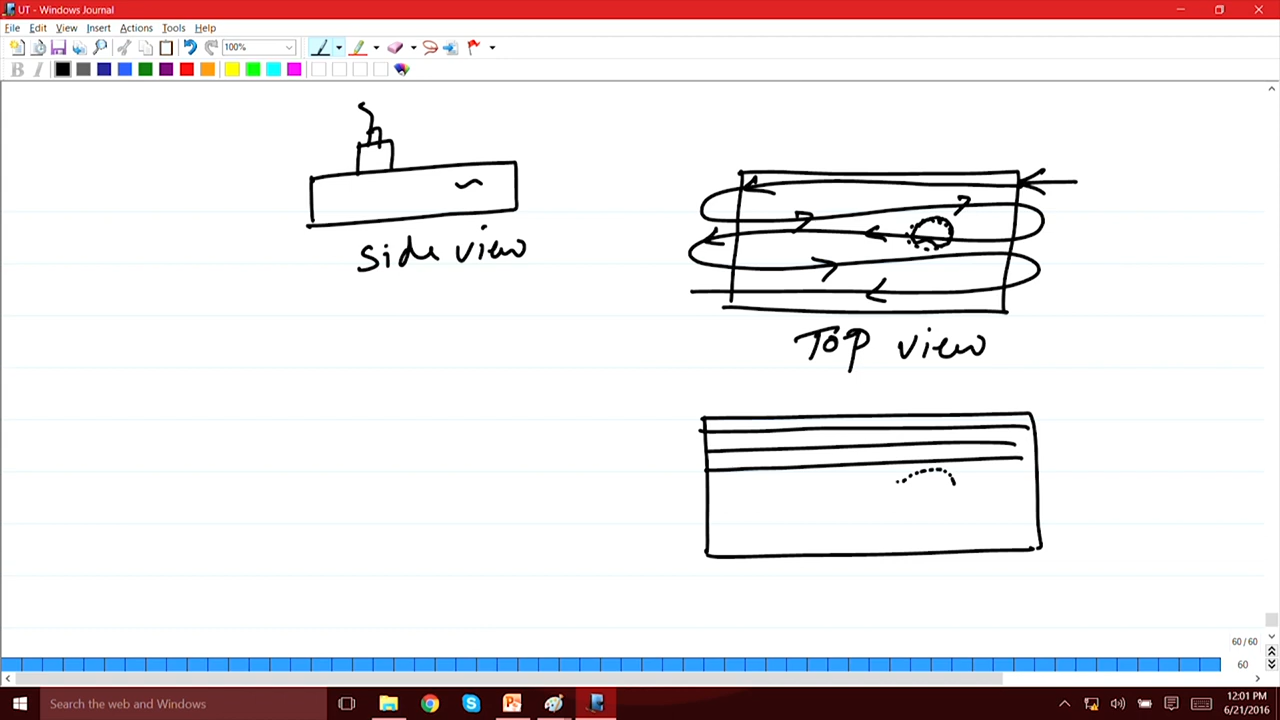 UT - Windows Journal
File Edit View Insert Actions Tools Help
100%
B I
side view
TOP view
60 / 60
60
Search the web and Windows
12:01 PM
6/21/2016